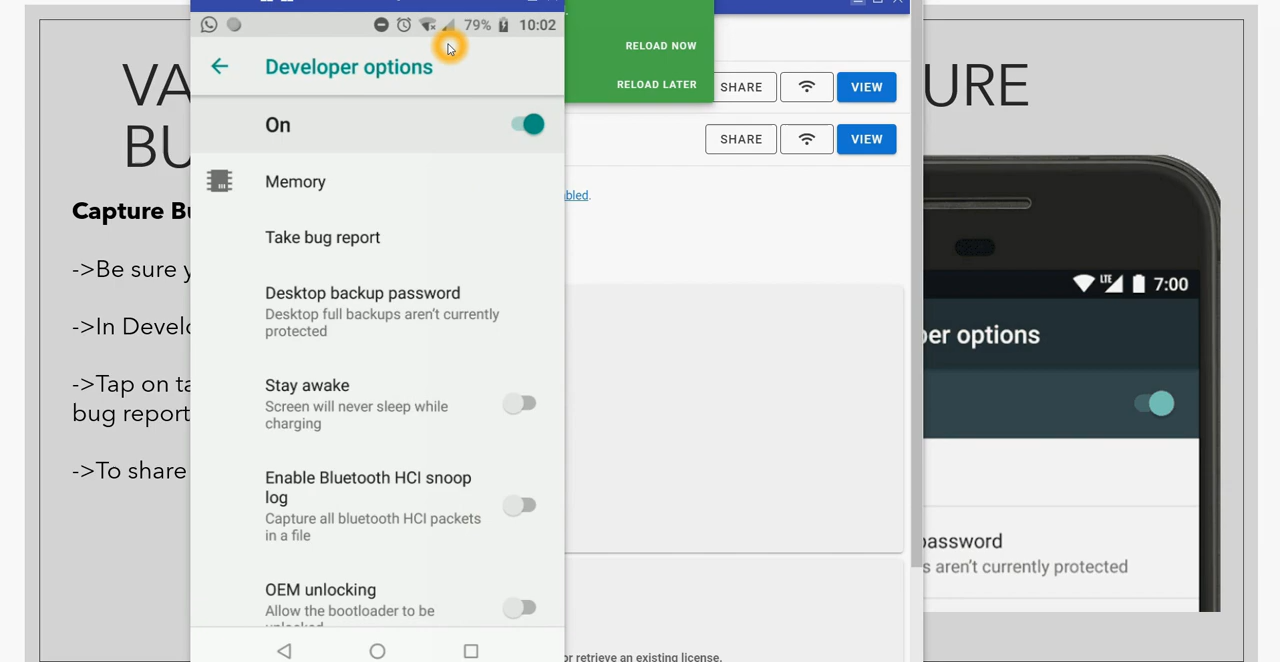 VA
BU
Capture Bu
->Be sure y
->In Develo
->Tap on ta
bug report
->To share
79% 10:02
Developer options
On
Memory
Take bug report
Desktop backup password
Desktop full backups aren't currently
protected
Stay awake
Screen will never sleep while
charging
Enable Bluetooth HCI snoop
log
Capture all bluetooth HCI packets
in a file
OEM unlocking
Allow the bootloader to be
unlocked
RELOAD NOW
RELOAD LATER
SHARE VIEW
SHARE VIEW
bled.
or retrieve an existing license.
URE
LTE 7:00
per options
password
s aren't currently protected